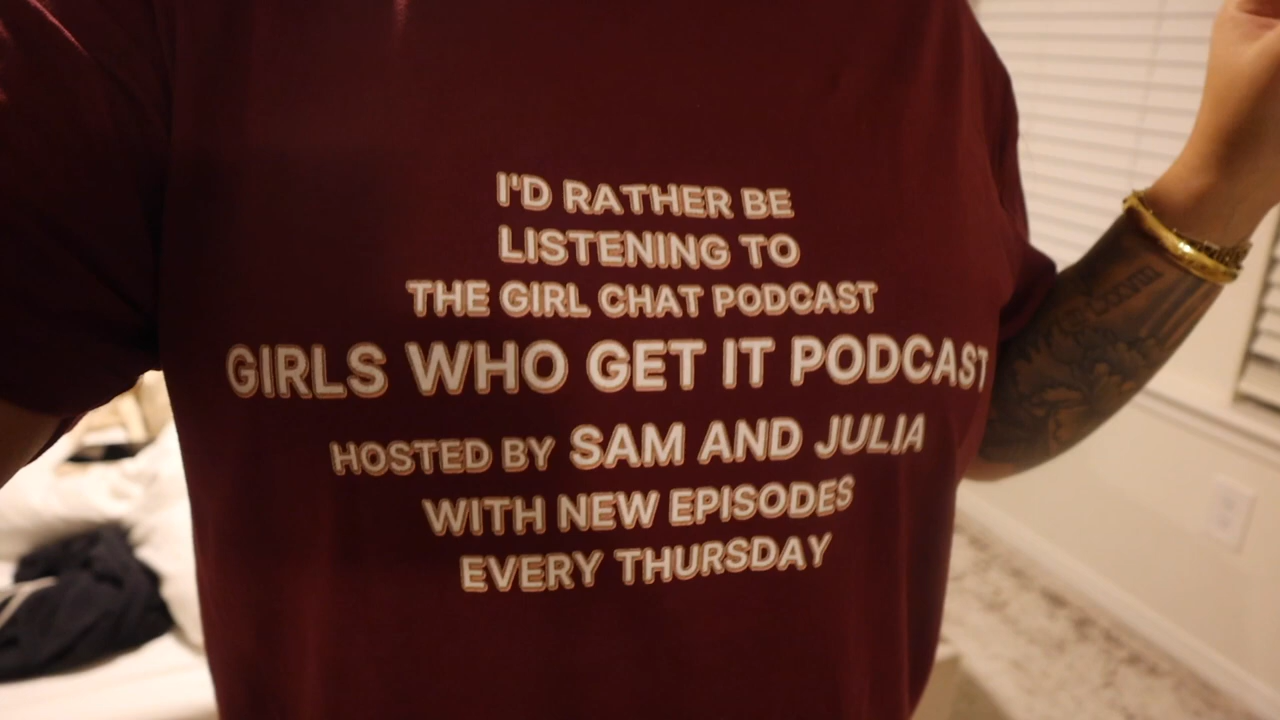 I'D RATHER BE
LISTENING TO
THE GIRL CHAT PODCAST
GIRLS WHO GET IT PODCAST
HOSTED BY SAM AND JULIA
WITH NEW EPISODES
EVERY THURSDAY